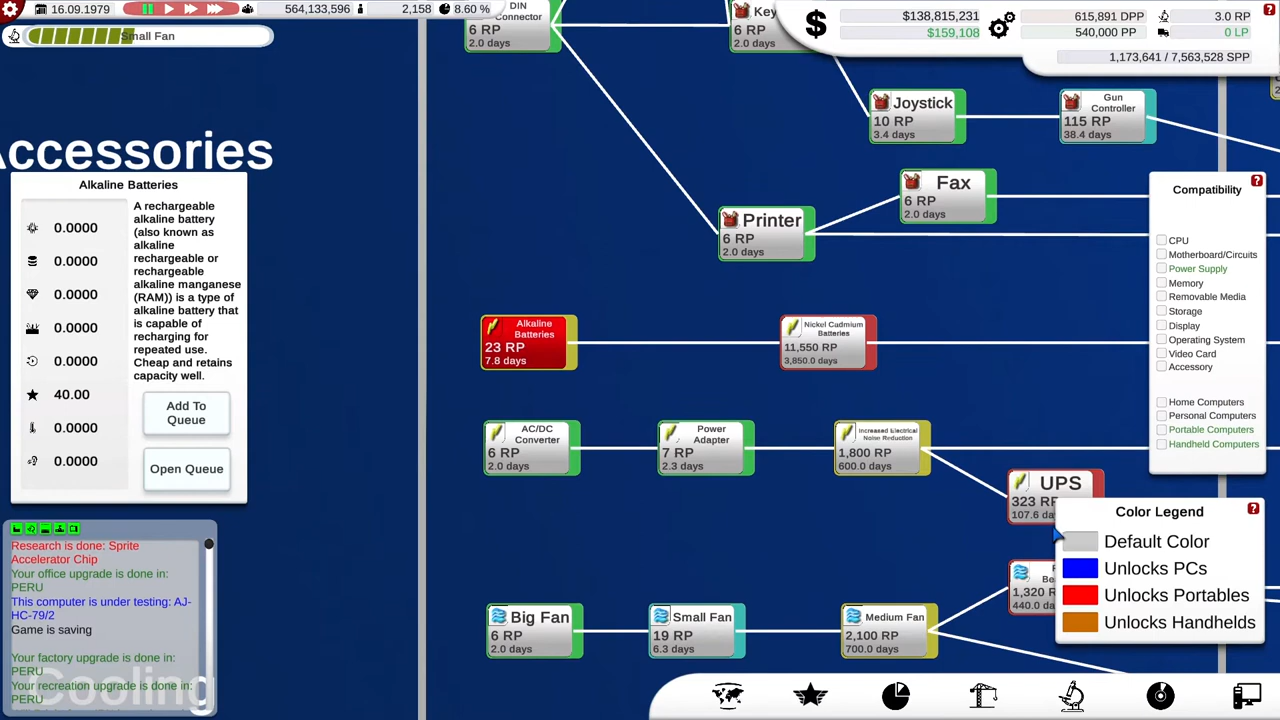 16.09.1979
564,133,596
2,158
8.60 %
Small Fan
$138,815,231
$159,108
615,891 DPP
540,000 PP
3.0 RP
0 LP
1,173,641 / 7,563,528 SPP
DIN
Connector
6 RP
2.0 days
Key
6 RP
2.0 days
Joystick
10 RP
3.4 days
Gun
Controller
115 RP
38.4 days
Accessories
Fax
6 RP
2.0 days
Printer
6 RP
2.0 days
Alkaline Batteries
0.0000
0.0000
0.0000
0.0000
0.0000
40.00
0.0000
0.0000
A rechargeable
alkaline battery
(also known as
alkaline
rechargeable or
rechargeable
alkaline manganese
(RAM)) is a type of
alkaline battery that
is capable of
recharging for
repeated use.
Cheap and retains
capacity well.
Add To
Queue
Open Queue
Alkaline
Batteries
23 RP
7.8 days
Nickel Cadmium
Batteries
11,550 RP
3,850.0 days
AC/DC
Converter
6 RP
2.0 days
Power
Adapter
7 RP
2.3 days
Increased Electrical
Noise Reduction
1,800 RP
600.0 days
UPS
323 RP
107.6 da
Big Fan
6 RP
2.0 days
Small Fan
19 RP
6.3 days
Medium Fan
2,100 RP
700.0 days
1,320
440.0 da
Compatibility
CPU
Motherboard/Circuits
Power Supply
Memory
Removable Media
Storage
Display
Operating System
Video Card
Accessory
Home Computers
Personal Computers
Portable Computers
Handheld Computers
Color Legend
Default Color
Unlocks PCs
Unlocks Portables
Unlocks Handhelds
Research is done: Sprite
Accelerator Chip
Your office upgrade is done in:
PERU
This computer is under testing: AJ-
HC-79/2
Game is saving
Your factory upgrade is done in:
PERU
Your recreation upgrade is done in:
PERU
Cooling